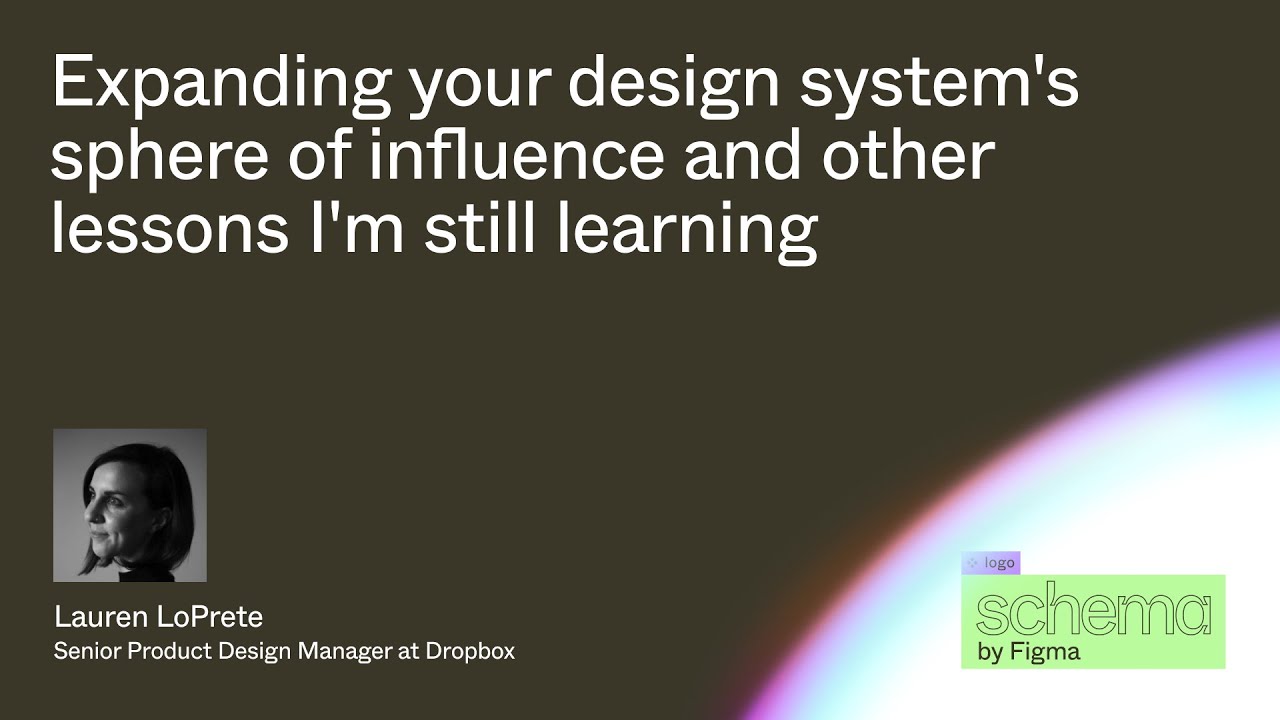 Expanding your design system's
sphere of influence and other
lessons I'm still learning
Lauren LoPrete
Senior Product Design Manager at Dropbox
logo
schema
by Figma